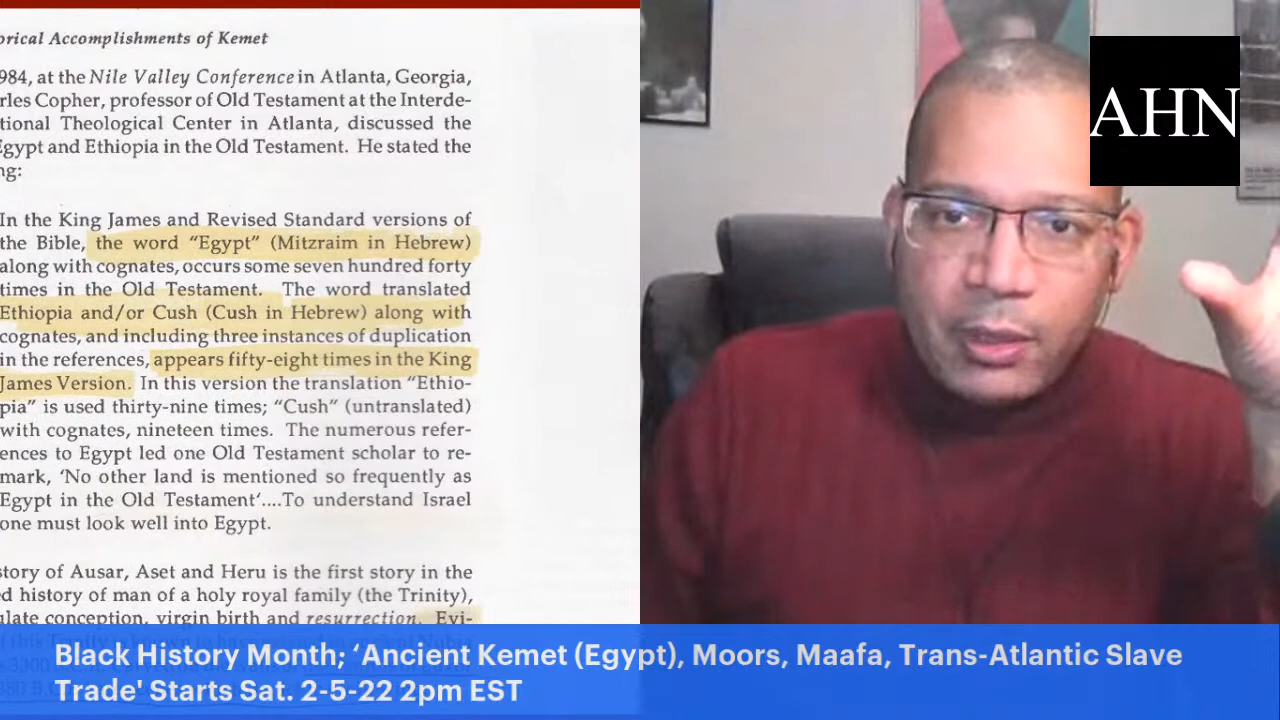 orical Accomplishments of Kemet
984, at the Nile Valley Conference in Atlanta, Georgia,
rles Copher, professor of Old Testament at the Interde-
tional Theological Center in Atlanta, discussed the
Egypt and Ethiopia in the Old Testament. He stated the
ng:
In the King James and Revised Standard versions of
the Bible, the word "Egypt" (Mitzraim in Hebrew)
along with cognates, occurs some seven hundred forty
times in the Old Testament. The word translated
Ethiopia and/or Cush (Cush in Hebrew) along with
cognates, and including three instances of duplication
in the references, appears fifty-eight times in the King
James Version. In this version the translation "Ethio-
pia" is used thirty-nine times; "Cush" (untranslated)
with cognates, nineteen times. The numerous refer-
ences to Egypt led one Old Testament scholar to re-
mark, 'No other land is mentioned so frequently as
Egypt in the Old Testament'....To understand Israel
one must look well into Egypt.
story of Ausar, Aset and Heru is the first story in the
ed history of man of a holy royal family (the Trinity),
ulate conception, virgin birth and resurrection. Evi-
AHN
Black History Month; ‘Ancient Kemet (Egypt), Moors, Maafa, Trans-Atlantic Slave
Trade' Starts Sat. 2-5-22 2pm EST